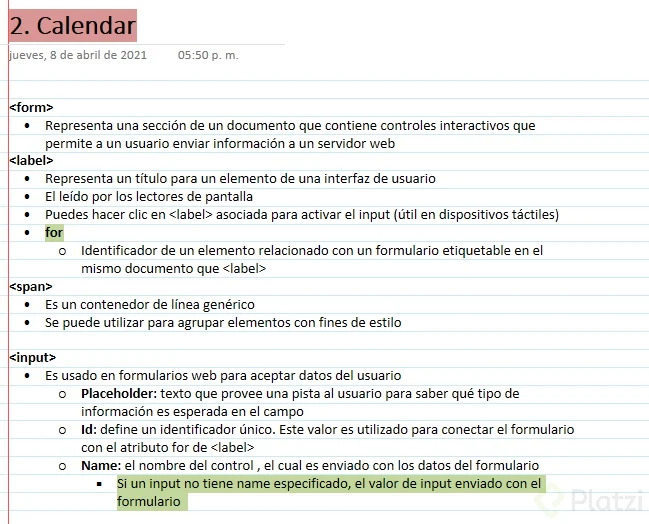 2. Calendar
jueves, 8 de abril de 2021 05:50 p. m.
<form>
• Representa una sección de un documento que contiene controles interactivos que
permite a un usuario enviar información a un servidor web
<label>
• Representa un título para un elemento de una interfaz de usuario
• El leído por los lectores de pantalla
• Puedes hacer clic en <label> asociada para activar el input (útil en dispositivos táctiles)
• for
o Identificador de un elemento relacionado con un formulario etiquetable en el
mismo documento que <label>
<span>
• Es un contenedor de línea genérico
• Se puede utilizar para agrupar elementos con fines de estilo
<input>
• Es usado en formularios web para aceptar datos del usuario
o Placeholder: texto que provee una pista al usuario para saber qué tipo de
información es esperada en el campo
o Id: define un identificador único. Este valor es utilizado para conectar el formulario
con el atributo for de <label>
o Name: el nombre del control , el cual es enviado con los datos del formulario
▪ Si un input no tiene name especificado, el valor de input enviado con el
formulario
Platzi